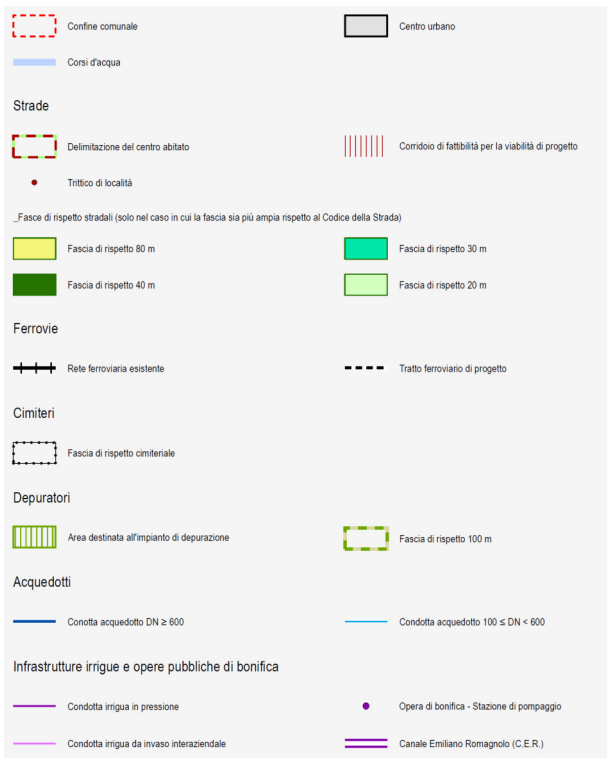 Confine comunale
Centro urbano
Corsi d'acqua
Strade
Delimitazione del centro abitato
Corridoio di fattibilità per la viabilità di progetto
Trittico di località
_Fasce di rispetto stradali (solo nel caso in cui la fascia sia più ampia rispetto al Codice della Strada)
Fascia di rispetto 80 m
Fascia di rispetto 30 m
Fascia di rispetto 40 m
Fascia di rispetto 20 m
Ferrovie
Rete ferroviaria esistente
Tratto ferroviario di progetto
Cimiteri
Fascia di rispetto cimiteriale
Depuratori
Area destinata all'impianto di depurazione
Fascia di rispetto 100 m
Acquedotti
Conotta acquedotto DN ≥ 600
Condotta acquedotto 100 ≤ DN < 600
Infrastrutture irrigue e opere pubbliche di bonifica
Condotta irrigua in pressione
Opera di bonifica - Stazione di pompaggio
Condotta irrigua da invaso interaziendale
Canale Emiliano Romagnolo (C.E.R.)